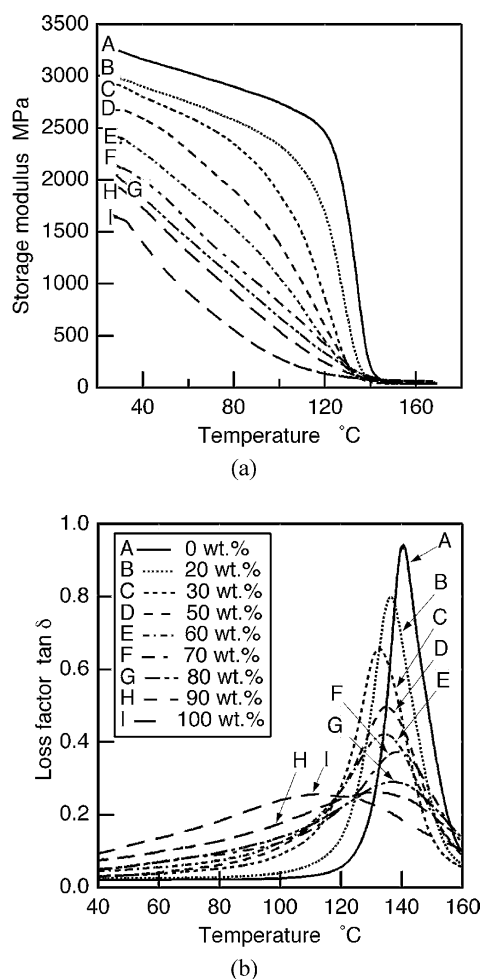 3500
3000
2500
2000
1500
1000
500
0
Storage modulus MPa
A
B
C
D
E
F
G
H
I
40 80 120 160
Temperature °C
(a)
1.0
0.8
0.6
0.4
0.2
0.0
Loss factor tan δ
A 0 wt.%
B 20 wt.%
C 30 wt.%
D 50 wt.%
E 60 wt.%
F 70 wt.%
G 80 wt.%
H 90 wt.%
I 100 wt.%
A
B
C
D
E
F
G
H
I
40 60 80 100 120 140 160
Temperature °C
(b)